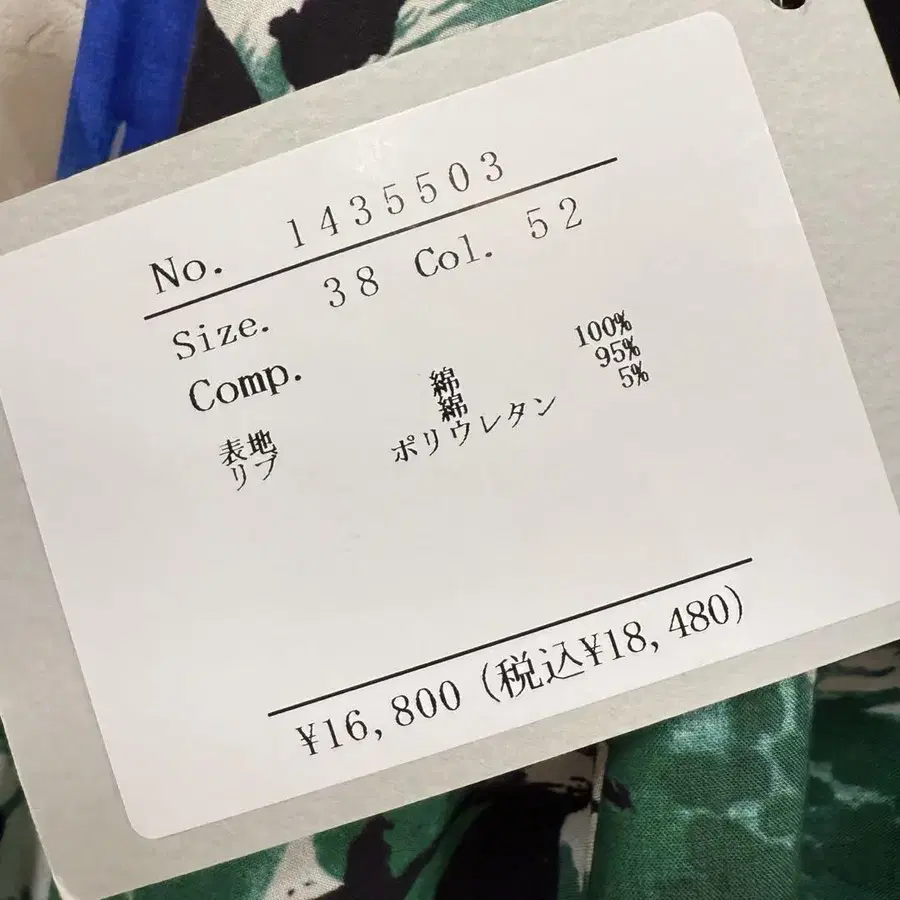 No. 1435503
Size. 38 Col. 52
Comp.
表地 綿 100%
リブ 綿 95%
ポリウレタン 5%
¥16,800 (税込¥18,480)